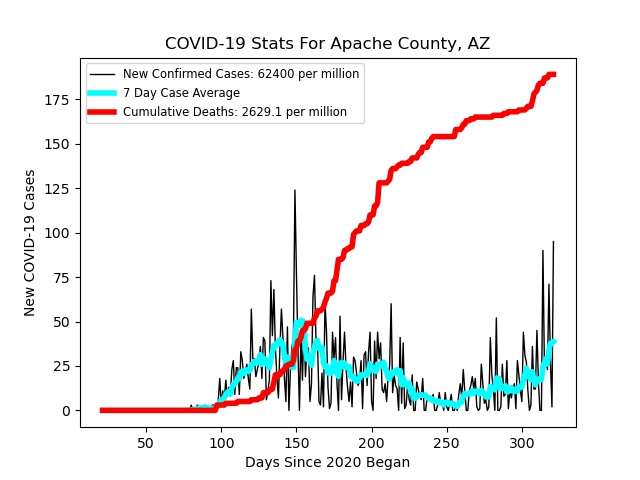 COVID-19 Stats For Apache County, AZ
New Confirmed Cases: 62400 per million
7 Day Case Average
Cumulative Deaths: 2629.1 per million
New COVID-19 Cases
175
150
125
100
75
50
25
0
50 100 150 200 250 300
Days Since 2020 Began